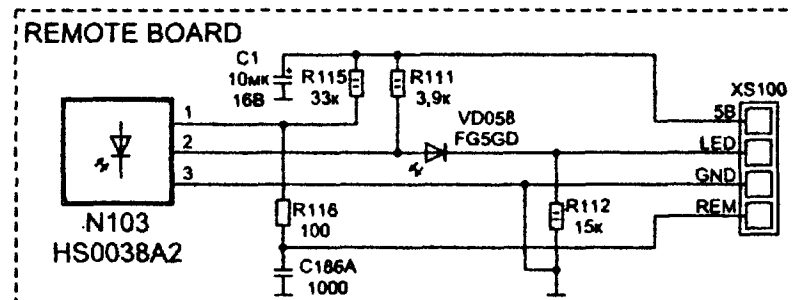 REMOTE BOARD
C1
10мк
16В
R115
33к
R111
3,9к
VD058
FG5GD
XS100
5В
LED
GND
REM
1
2
3
N103
HS0038A2
R116
100
R112
15к
C186A
1000